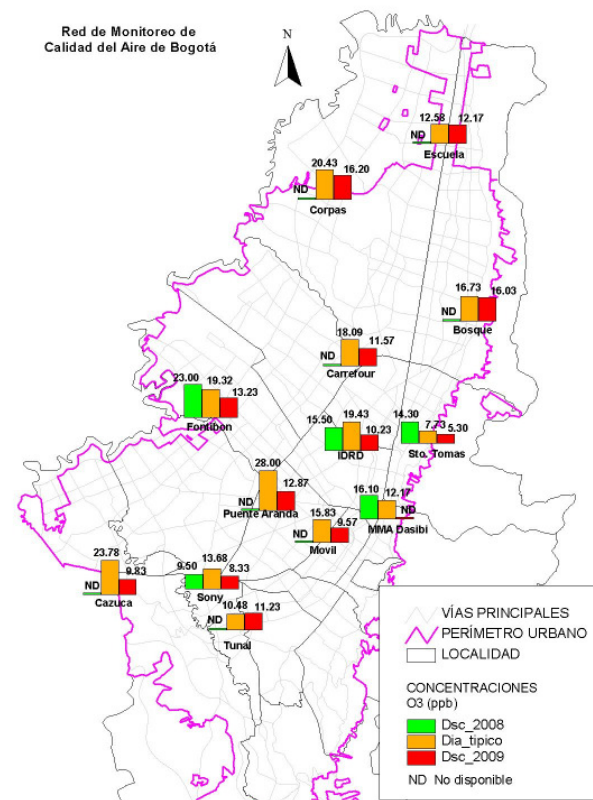 Red de Monitoreo de
Calidad del Aire de Bogotá
N
12.58 12.17
ND
Escuela
20.43 16.20
ND
Corpas
16.73 16.03
ND
Bosque
18.09 11.57
ND
Carrefour
23.00 19.32 13.23
Fontibon
15.50 19.43 10.23
IDRD
14.30 7.73 5.30
Sto. Tomas
28.00 12.87
ND
Puente Aranda
16.10 12.17 ND
MMA Dasibi
15.83 9.57
ND
Movil
23.78 9.83
ND
Cazuca
9.50 13.68 8.33
Sony
10.48 11.23
ND
Tunal
VÍAS PRINCIPALES
PERÍMETRO URBANO
LOCALIDAD
CONCENTRACIONES
O3 (ppb)
Dsc_2008
Dia_tipico
Dsc_2009
ND No disponible